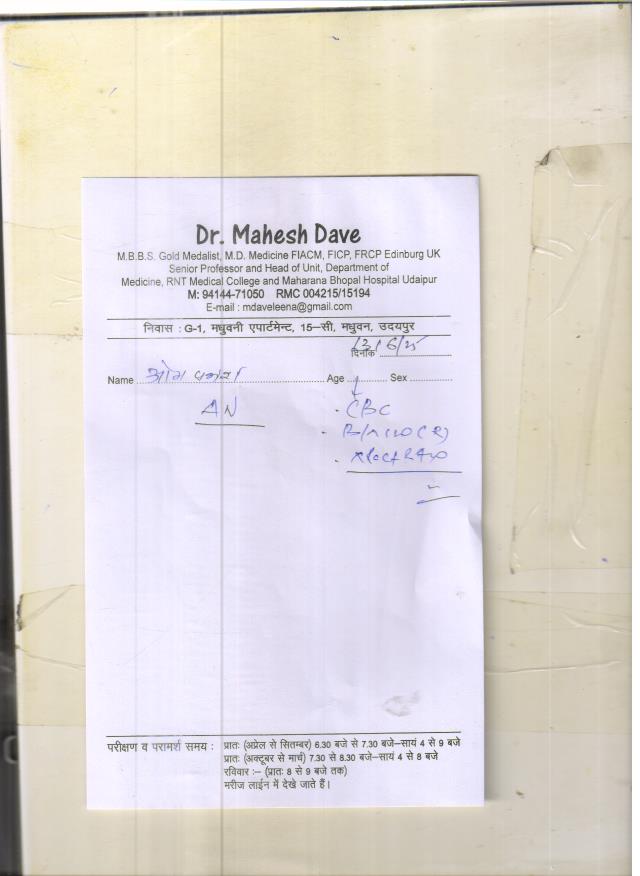 Dr. Mahesh Dave
M.B.B.S. Gold Medalist, M.D. Medicine FIACM, FICP, FRCP Edinburg UK
Senior Professor and Head of Unit, Department of
Medicine, RNT Medical College and Maharana Bhopal Hospital Udaipur
M: 94144-71050 RMC 004215/15194
E-mail : mdaveleena@gmail.com
निवास : G-1, मधुवनी एपार्टमेन्ट, 15–सी, मधुवन, उदयपुर
दिनांक 13/6/25
Name ओम Age Sex
AN
- CBC
परीक्षण व परामर्श समय : प्रातः (अप्रेल से सितम्बर) 6.30 बजे से 7.30 बजे–सायं 4 से 9 बजे
प्रातः (अक्टूबर से मार्च) 7.30 से 8.30 बजे–सायं 4 से 8 बजे
रविवार :– (प्रातः 8 से 9 बजे तक)
मरीज लाईन में देखे जाते हैं।